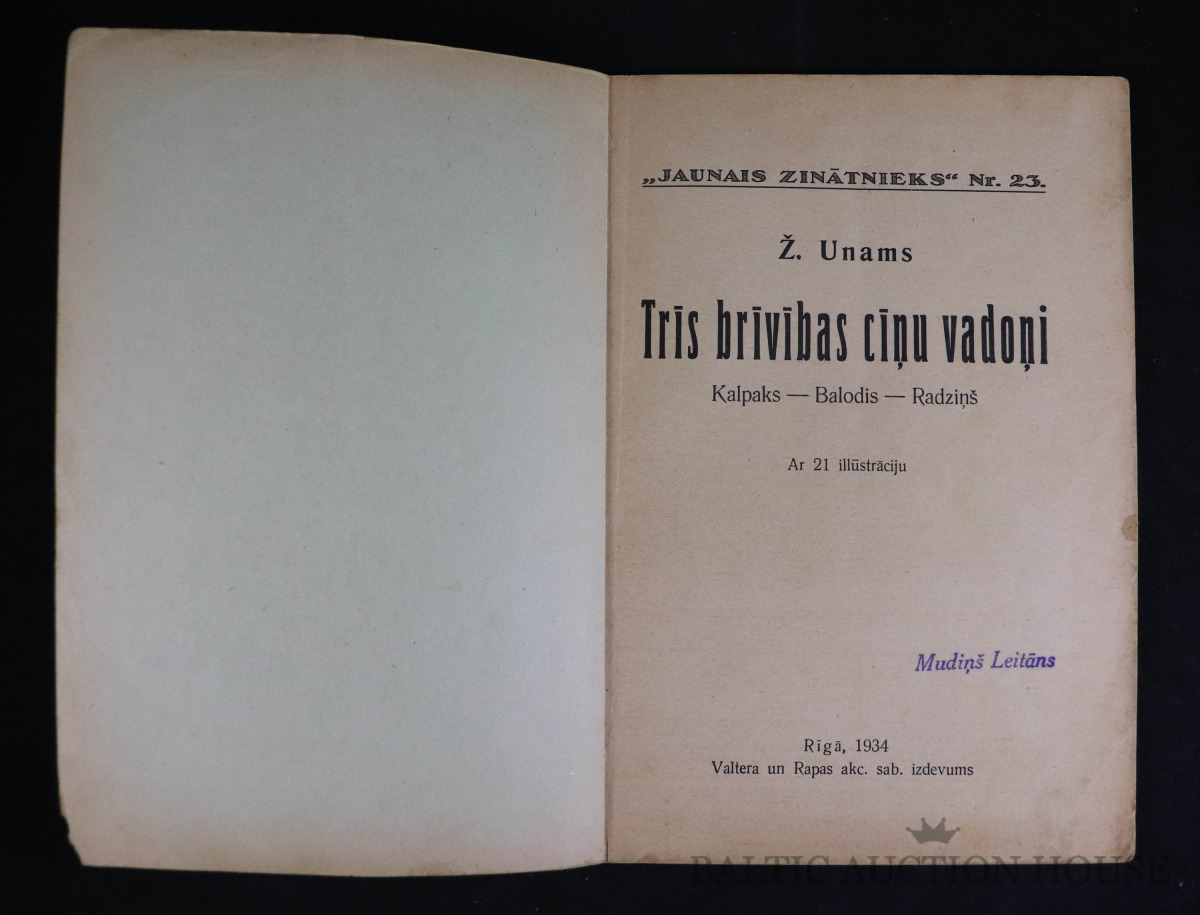 „JAUNAIS ZINĀTNIEKS“ Nr. 23.
Ž. Unams
Trīs brīvības cīņu vadoņi
Kalpaks — Balodis — Radziņš
Ar 21 illūstrāciju
Mudiņš Leitāns
Rīgā, 1934
Valtera un Rapas akc. sab. izdevums
BALTIC AUCTION HOUSE